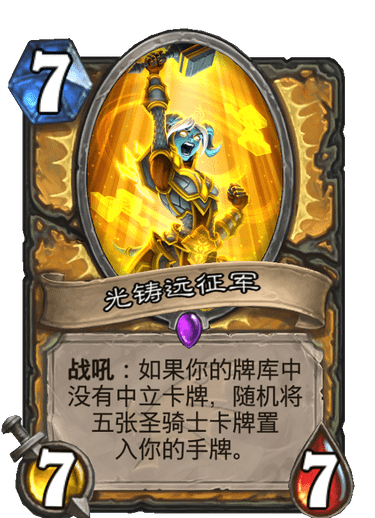 7
光铸远征军
战吼：如果你的牌库中
没有中立卡牌，随机将
五张圣骑士卡牌置
入你的手牌。
7
7